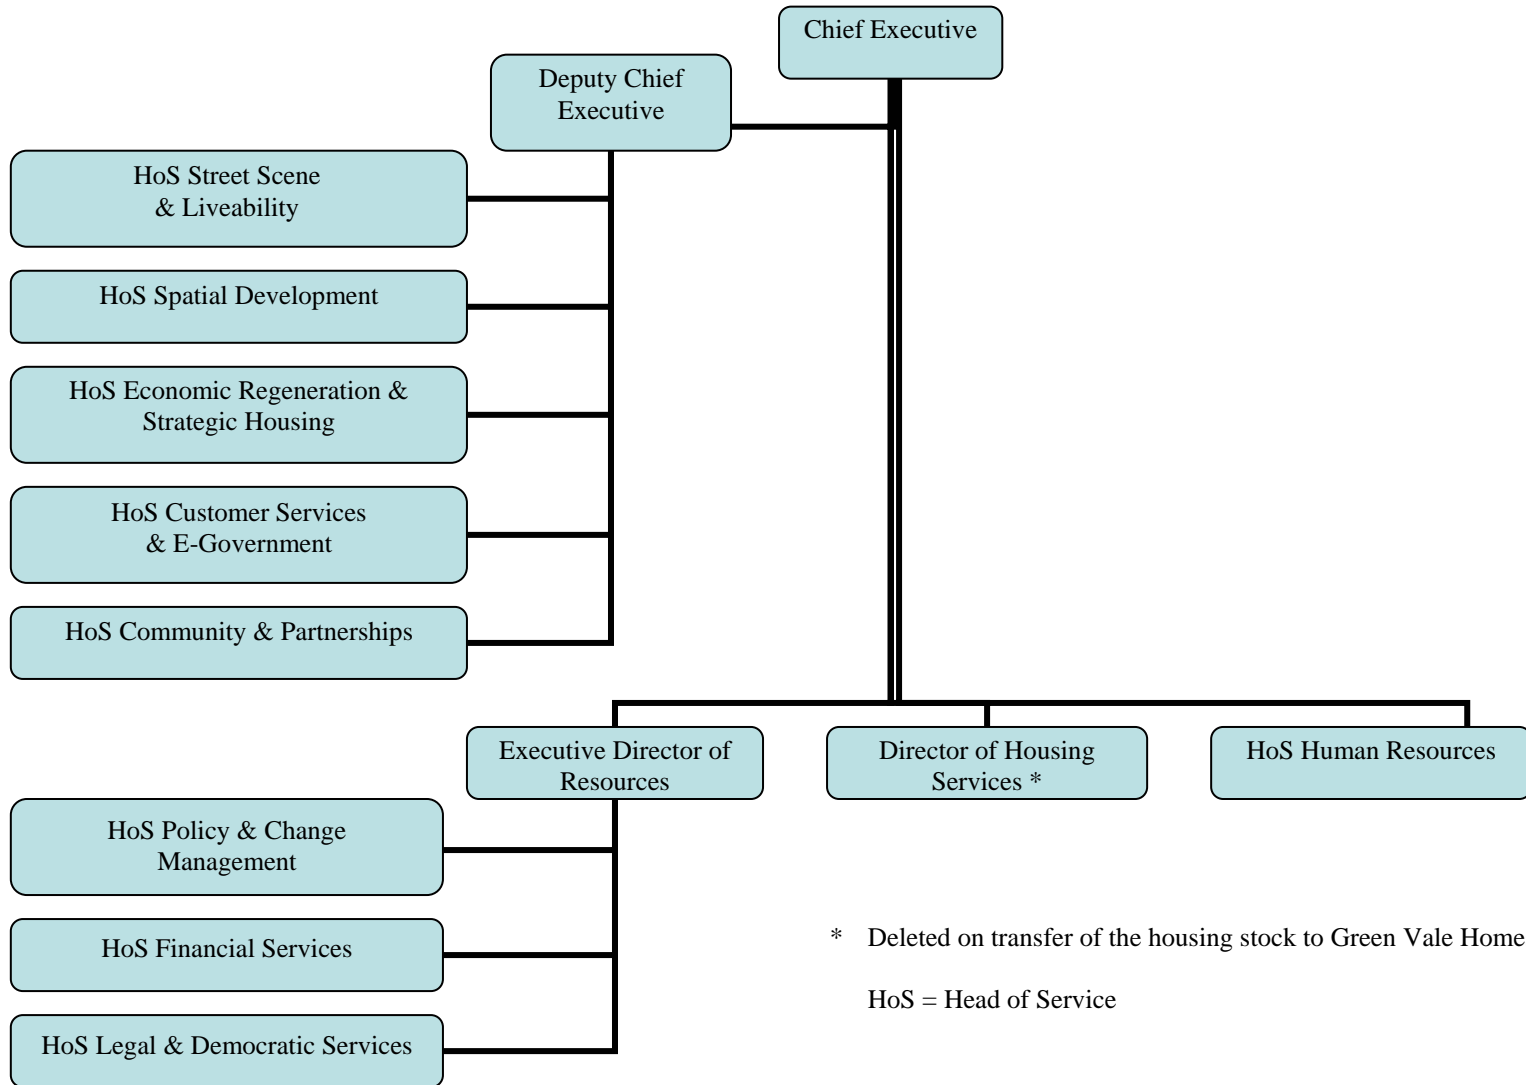 Chief Executive
Deputy Chief
Executive
HoS Street Scene
& Liveability
HoS Spatial Development
HoS Economic Regeneration &
Strategic Housing
HoS Customer Services
& E-Government
HoS Community & Partnerships
Executive Director of
Resources
Director of Housing
Services *
HoS Human Resources
HoS Policy & Change
Management
HoS Financial Services
HoS Legal & Democratic Services
* Deleted on transfer of the housing stock to Green Vale Home
HoS = Head of Service